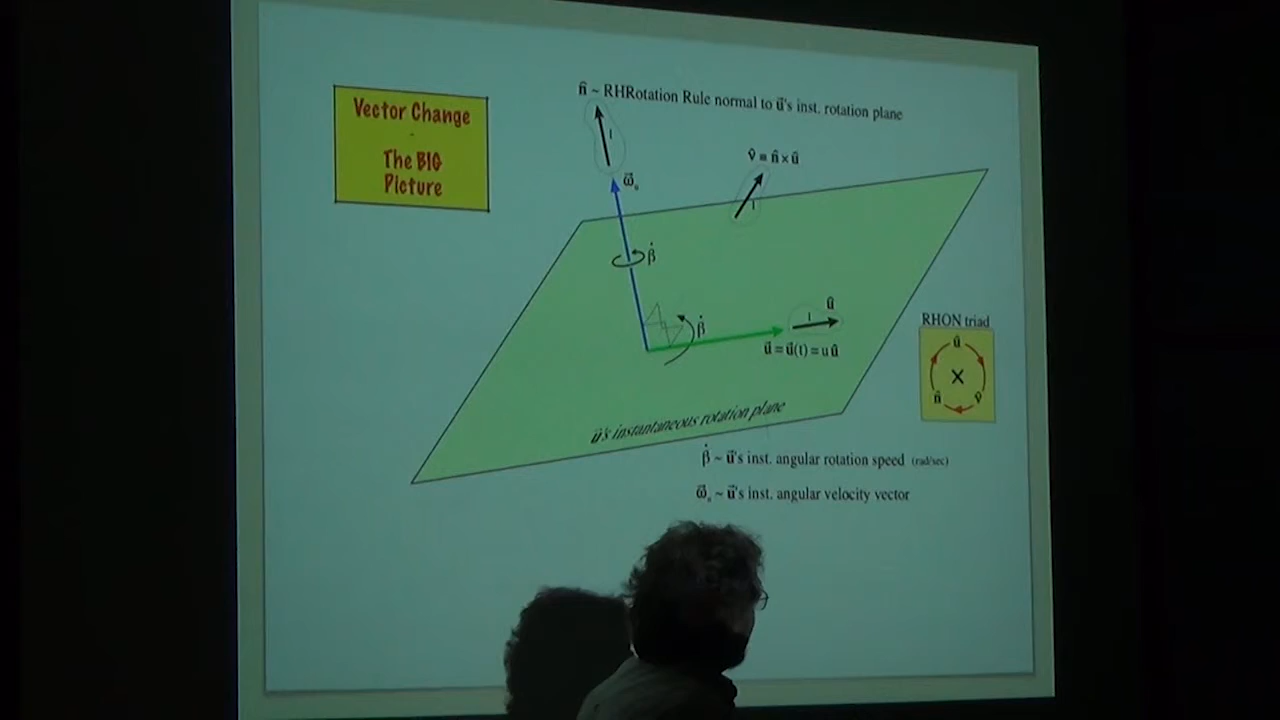 Vector Change
-
The BIG
Picture
n̂ ~ RHRotation Rule normal to u⃗'s inst. rotation plane
v̂ = n̂ × û
1
ω⃗ᵤ
β̇
β̇
1
û
1
u⃗ = u⃗(t) = u û
RHON triad
û
×
n̂
v̂
u⃗'s instantaneous rotation plane
β̇ ~ u⃗'s inst. angular rotation speed (rad/sec)
ω⃗ᵤ ~ u⃗'s inst. angular velocity vector